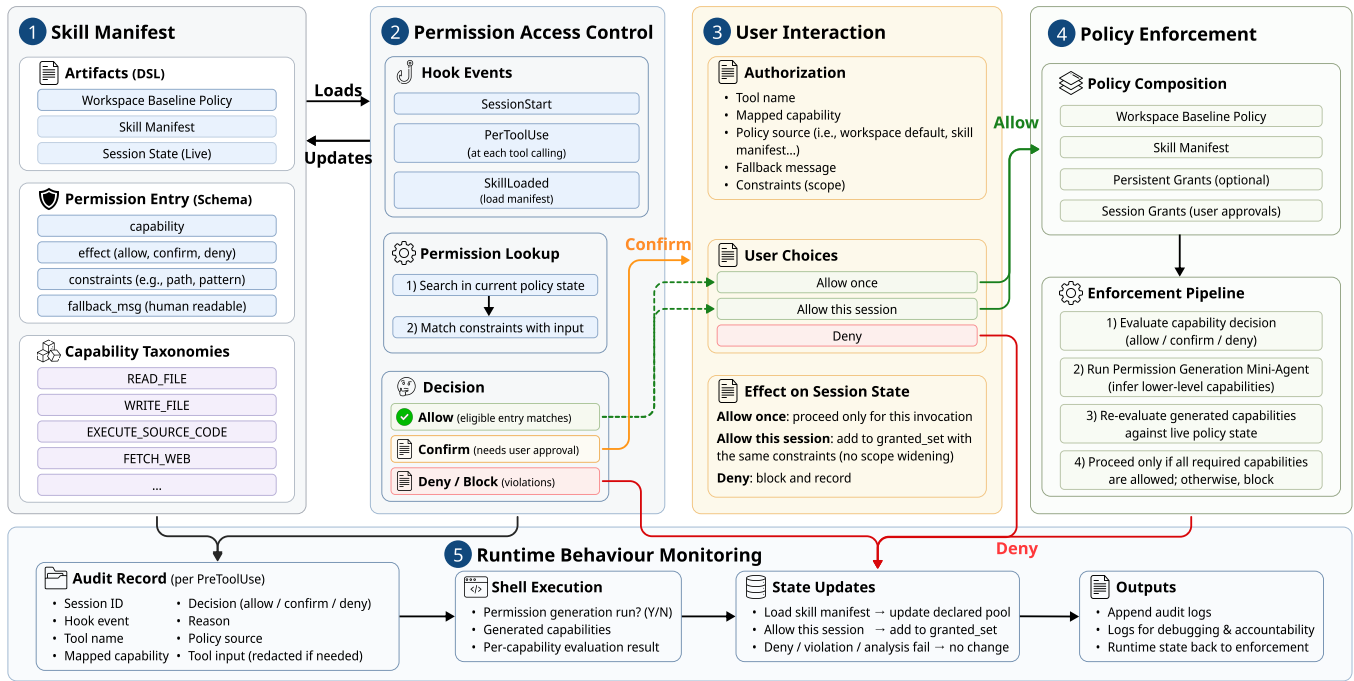 1 Skill Manifest
Artifacts (DSL)
Workspace Baseline Policy
Skill Manifest
Session State (Live)
Permission Entry (Schema)
capability
effect (allow, confirm, deny)
constraints (e.g., path, pattern)
fallback_msg (human readable)
Capability Taxonomies
READ_FILE
WRITE_FILE
EXECUTE_SOURCE_CODE
FETCH_WEB
...
Loads
Updates
2 Permission Access Control
Hook Events
SessionStart
PerToolUse
(at each tool calling)
SkillLoaded
(load manifest)
Permission Lookup
1) Search in current policy state
2) Match constraints with input
Decision
Allow (eligible entry matches)
Confirm (needs user approval)
Deny / Block (violations)
Confirm
3 User Interaction
Authorization
• Tool name
• Mapped capability
• Policy source (i.e., workspace default, skill
manifest...)
• Fallback message
• Constraints (scope)
User Choices
Allow once
Allow this session
Deny
Effect on Session State
Allow once: proceed only for this invocation
Allow this session: add to granted_set with
the same constraints (no scope widening)
Deny: block and record
Allow
4 Policy Enforcement
Policy Composition
Workspace Baseline Policy
Skill Manifest
Persistent Grants (optional)
Session Grants (user approvals)
Enforcement Pipeline
1) Evaluate capability decision
(allow / confirm / deny)
2) Run Permission Generation Mini-Agent
(infer lower-level capabilities)
3) Re-evaluate generated capabilities
against live policy state
4) Proceed only if all required capabilities
are allowed; otherwise, block
Deny
5 Runtime Behaviour Monitoring
Audit Record (per PreToolUse)
• Session ID
• Hook event
• Tool name
• Mapped capability
• Decision (allow / confirm / deny)
• Reason
• Policy source
• Tool input (redacted if needed)
Shell Execution
• Permission generation run? (Y/N)
• Generated capabilities
• Per-capability evaluation result
State Updates
• Load skill manifest → update declared pool
• Allow this session → add to granted_set
• Deny / violation / analysis fail → no change
Outputs
• Append audit logs
• Logs for debugging & accountability
• Runtime state back to enforcement